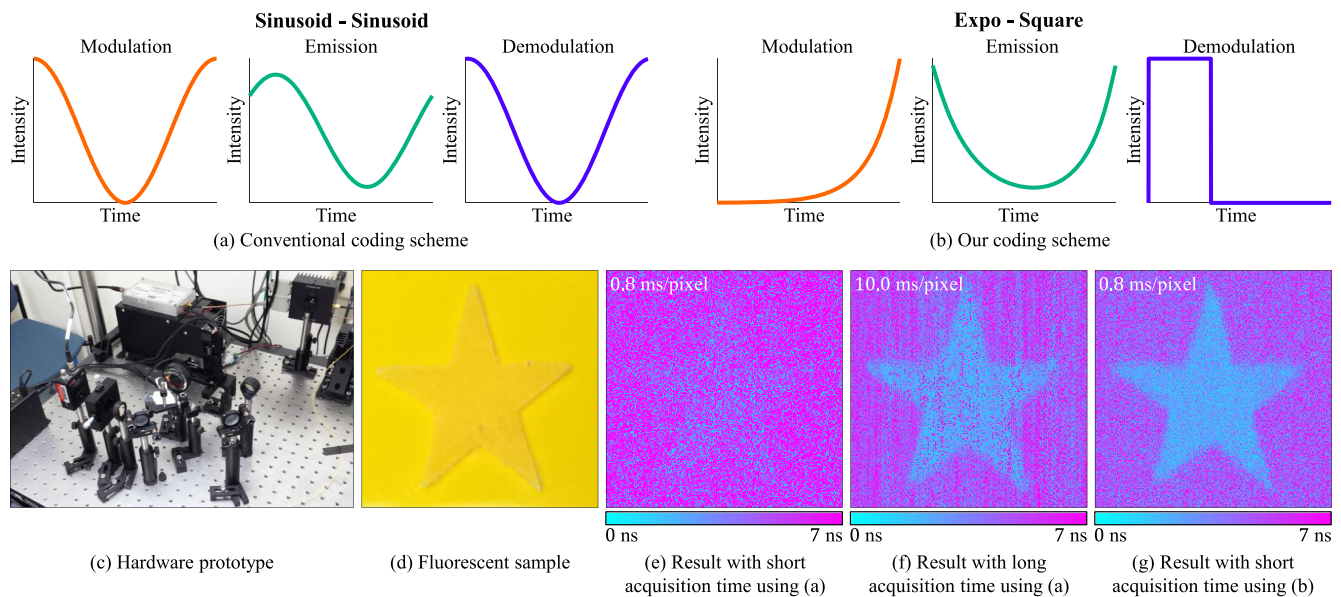 Sinusoid - Sinusoid
Expo - Square
Modulation
Emission
Demodulation
Modulation
Emission
Demodulation
Intensity
Intensity
Intensity
Intensity
Intensity
Intensity
Time
Time
Time
Time
Time
Time
(a) Conventional coding scheme
(b) Our coding scheme
0.8 ms/pixel
10.0 ms/pixel
0.8 ms/pixel
0 ns
7 ns
0 ns
7 ns
0 ns
7 ns
(c) Hardware prototype
(d) Fluorescent sample
(e) Result with short
acquisition time using (a)
(f) Result with long
acquisition time using (a)
(g) Result with short
acquisition time using (b)